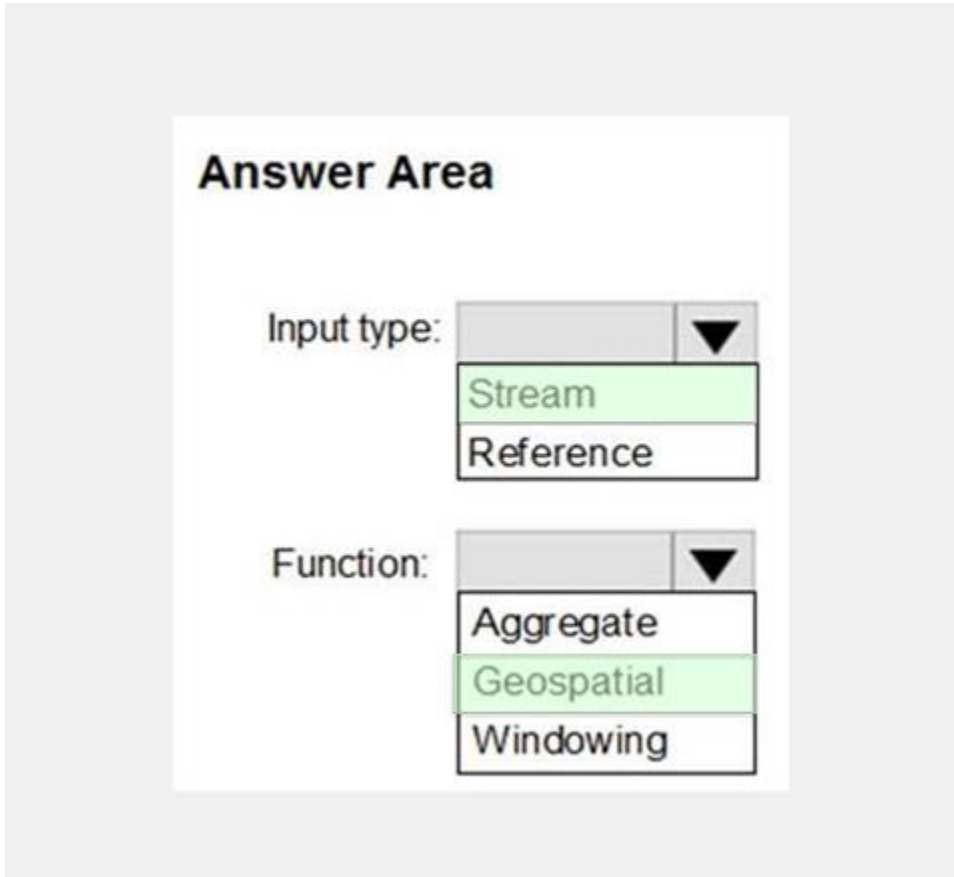 Answer Area
Input type:
Stream
Reference
Function:
Aggregate
Geospatial
Windowing